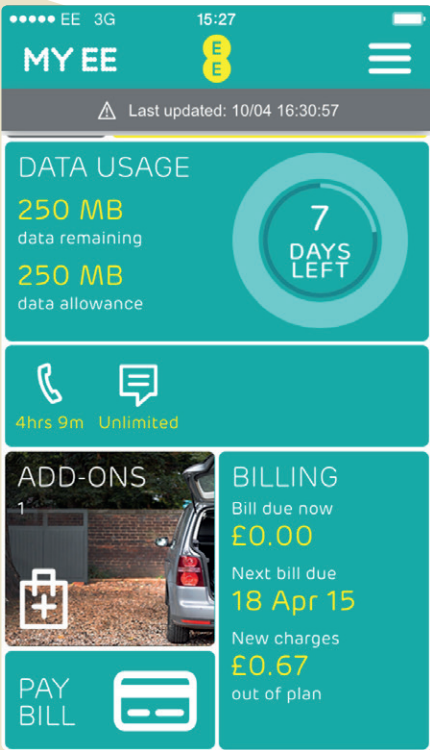 EE 3G 15:27
MY EE
E
E
Last updated: 10/04 16:30:57
DATA USAGE
250 MB
data remaining
250 MB
data allowance
7
DAYS
LEFT
4hrs 9m Unlimited
ADD-ONS
1
BILLING
Bill due now
£0.00
Next bill due
18 Apr 15
New charges
£0.67
out of plan
PAY
BILL